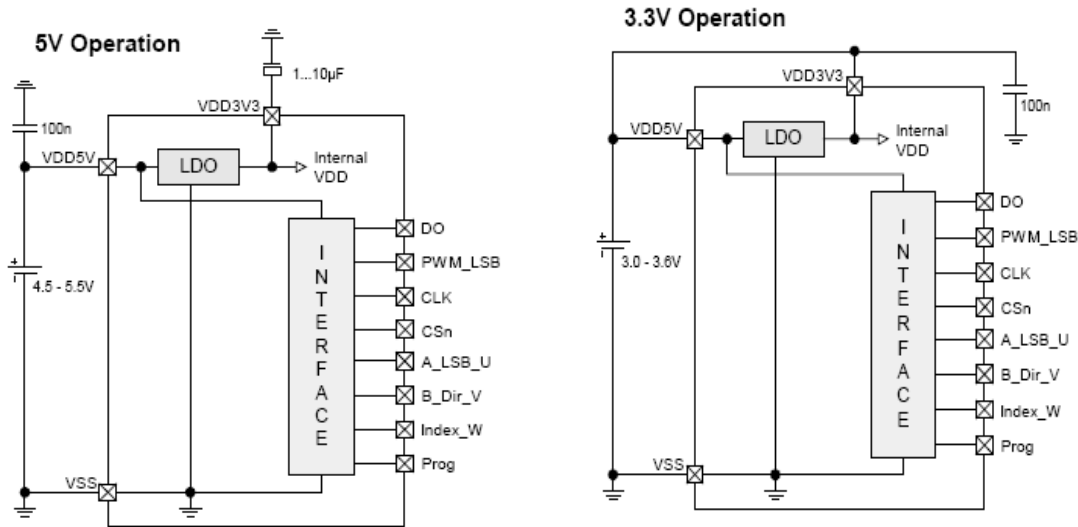 5V Operation
1...10µF
VDD3V3
100n
VDD5V
LDO
Internal
VDD
INTERFACE
DO
PWM_LSB
CLK
CSn
A_LSB_U
B_Dir_V
Index_W
Prog
+
-
4.5 - 5.5V
VSS
3.3V Operation
VDD3V3
100n
VDD5V
LDO
Internal
VDD
INTERFACE
DO
PWM_LSB
CLK
CSn
A_LSB_U
B_Dir_V
Index_W
Prog
+
-
3.0 - 3.6V
VSS